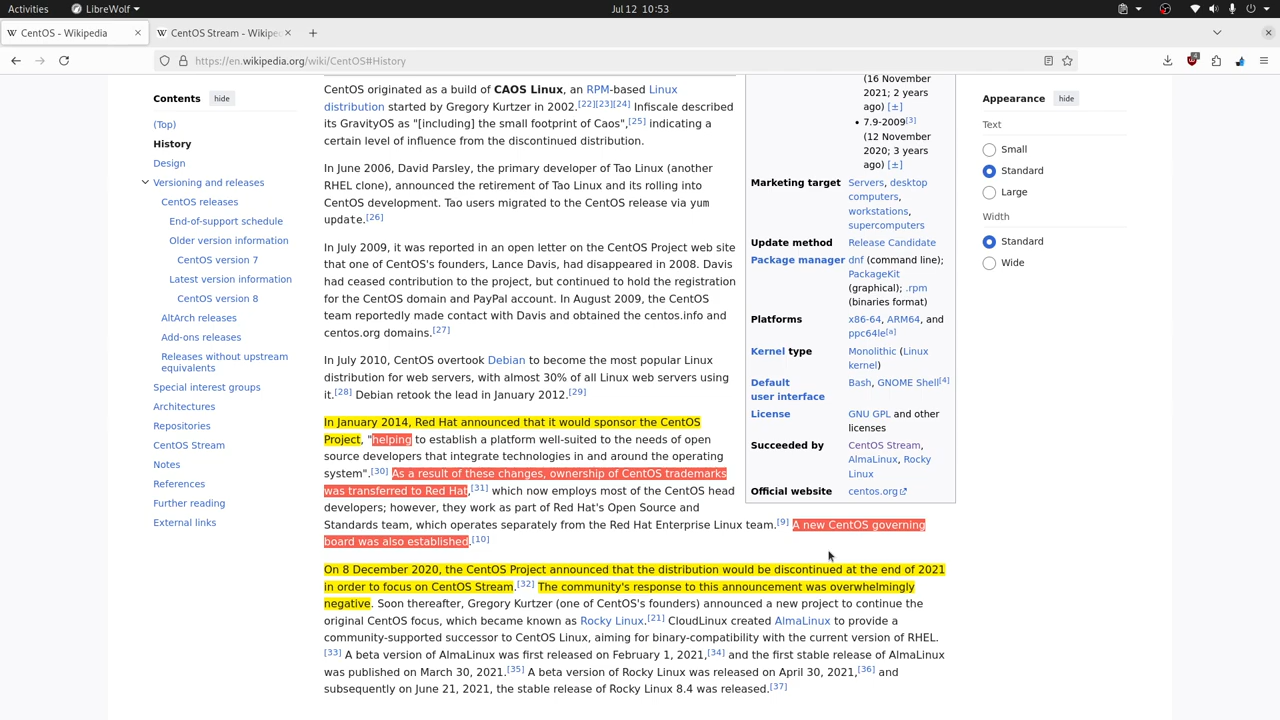 Activities
LibreWolf
Jul 12 10:53
CentOS - Wikipedia
CentOS Stream - Wikipe
https://en.wikipedia.org/wiki/CentOS#History
4
Contents
hide
(Top)
History
Design
Versioning and releases
CentOS releases
End-of-support schedule
Older version information
CentOS version 7
Latest version information
CentOS version 8
AltArch releases
Add-ons releases
Releases without upstream
equivalents
Special interest groups
Architectures
Repositories
CentOS Stream
Notes
References
Further reading
External links
CentOS originated as a build of CAOS Linux, an RPM-based Linux
distribution started by Gregory Kurtzer in 2002.[22][23][24] Infiscale described
its GravityOS as "[including] the small footprint of Caos",[25] indicating a
certain level of influence from the discontinued distribution.
In June 2006, David Parsley, the primary developer of Tao Linux (another
RHEL clone), announced the retirement of Tao Linux and its rolling into
CentOS development. Tao users migrated to the CentOS release via yum
update.[26]
In July 2009, it was reported in an open letter on the CentOS Project web site
that one of CentOS's founders, Lance Davis, had disappeared in 2008. Davis
had ceased contribution to the project, but continued to hold the registration
for the CentOS domain and PayPal account. In August 2009, the CentOS
team reportedly made contact with Davis and obtained the centos.info and
centos.org domains.[27]
In July 2010, CentOS overtook Debian to become the most popular Linux
distribution for web servers, with almost 30% of all Linux web servers using
it.[28] Debian retook the lead in January 2012.[29]
In January 2014, Red Hat announced that it would sponsor the CentOS
Project, "helping to establish a platform well-suited to the needs of open
source developers that integrate technologies in and around the operating
system".[30] As a result of these changes, ownership of CentOS trademarks
was transferred to Red Hat,[31] which now employs most of the CentOS head
developers; however, they work as part of Red Hat's Open Source and
Standards team, which operates separately from the Red Hat Enterprise Linux team.[9] A new CentOS governing
board was also established.[10]
On 8 December 2020, the CentOS Project announced that the distribution would be discontinued at the end of 2021
in order to focus on CentOS Stream.[32] The community's response to this announcement was overwhelmingly
negative. Soon thereafter, Gregory Kurtzer (one of CentOS's founders) announced a new project to continue the
original CentOS focus, which became known as Rocky Linux.[21] CloudLinux created AlmaLinux to provide a
community-supported successor to CentOS Linux, aiming for binary-compatibility with the current version of RHEL.
[33] A beta version of AlmaLinux was first released on February 1, 2021,[34] and the first stable release of AlmaLinux
was published on March 30, 2021.[35] A beta version of Rocky Linux was released on April 30, 2021,[36] and
subsequently on June 21, 2021, the stable release of Rocky Linux 8.4 was released.[37]
(16 November
2021; 2 years
ago) [±]
• 7.9-2009[3]
(12 November
2020; 3 years
ago) [±]
Marketing target
Servers, desktop
computers,
workstations,
supercomputers
Update method
Release Candidate
Package manager
dnf (command line);
PackageKit
(graphical); .rpm
(binaries format)
Platforms
x86-64, ARM64, and
ppc64le[a]
Kernel type
Monolithic (Linux
kernel)
Default
user interface
Bash, GNOME Shell[4]
License
GNU GPL and other
licenses
Succeeded by
CentOS Stream,
AlmaLinux, Rocky
Linux
Official website
centos.org
Appearance
hide
Text
Small
Standard
Large
Width
Standard
Wide